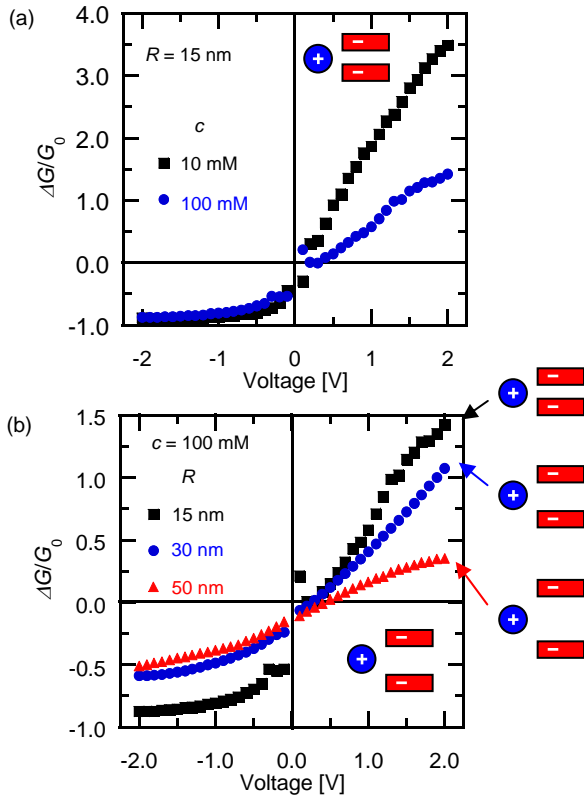 (a)
4.0
3.0
2.0
1.0
0.0
-1.0
ΔG/G0
R = 15 nm
c
10 mM
100 mM
+
-
-
-2
-1
0
1
2
Voltage [V]
(b)
1.5
1.0
0.5
0.0
-0.5
-1.0
ΔG/G0
c = 100 mM
R
15 nm
30 nm
50 nm
+
-
-
-2.0
-1.0
0
1.0
2.0
Voltage [V]
+
-
-
+
-
-
+
-
-